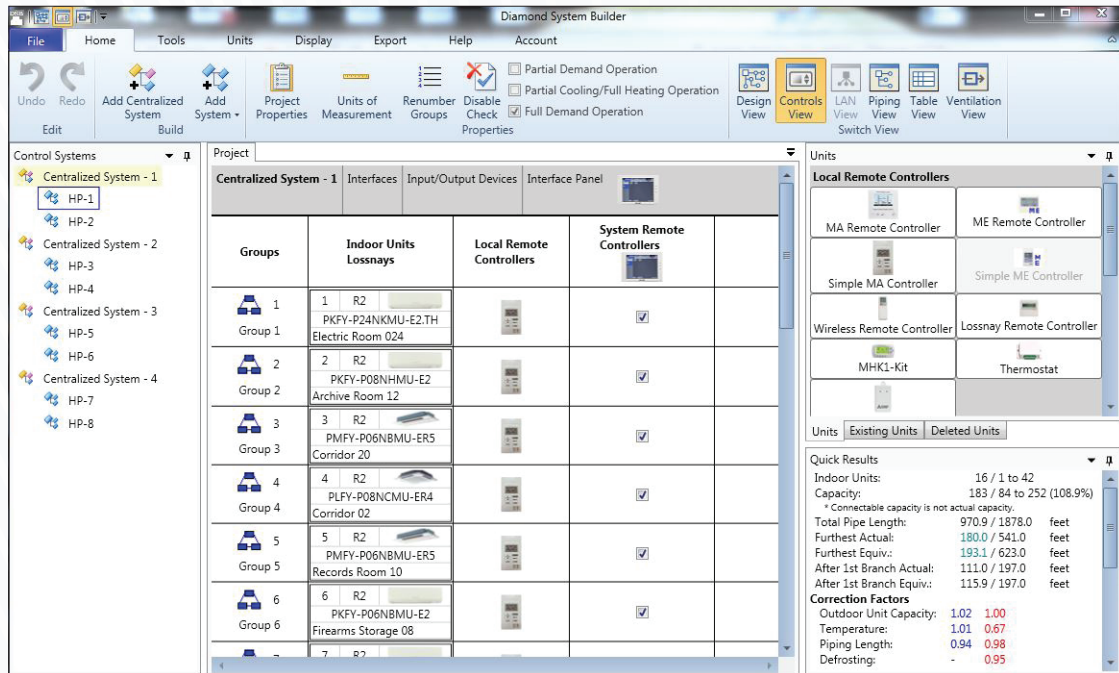 Diamond System Builder
File Home Tools Units Display Export Help Account
Undo Redo
Edit
Add Centralized System
Add System
Build
Project Properties
Units of Measurement
Renumber Groups
Disable Check
Partial Demand Operation
Partial Cooling/Full Heating Operation
Full Demand Operation
Properties
Design View
Controls View
LAN View
Piping View
Table View
Ventilation View
Switch View
Control Systems
Centralized System - 1
HP-1
HP-2
Centralized System - 2
HP-3
HP-4
Centralized System - 3
HP-5
HP-6
Centralized System - 4
HP-7
HP-8
Project
Centralized System - 1 Interfaces Input/Output Devices Interface Panel
Groups
Indoor Units
Lossnays
Local Remote
Controllers
System Remote
Controllers
1
Group 1
1 R2
PKFY-P24NKMU-E2.TH
Electric Room 024
2
Group 2
2 R2
PKFY-P08NHMU-E2
Archive Room 12
3
Group 3
3 R2
PMFY-P06NBMU-ER5
Corridor 20
4
Group 4
4 R2
PLFY-P08NCMU-ER4
Corridor 02
5
Group 5
5 R2
PMFY-P06NBMU-ER5
Records Room 10
6
Group 6
6 R2
PKFY-P06NBMU-E2
Firearms Storage 08
7
7 R2
Units
Local Remote Controllers
MA Remote Controller
ME Remote Controller
ME
Simple MA Controller
Simple ME Controller
Wireless Remote Controller
Lossnay Remote Controller
MHK1-Kit
Thermostat
Units Existing Units Deleted Units
Quick Results
Indoor Units: 16 / 1 to 42
Capacity: 183 / 84 to 252 (108.9%)
* Connectable capacity is not actual capacity.
Total Pipe Length: 970.9 / 1878.0 feet
Furthest Actual: 180.0 / 541.0 feet
Furthest Equiv.: 193.1 / 623.0 feet
After 1st Branch Actual: 111.0 / 197.0 feet
After 1st Branch Equiv.: 115.9 / 197.0 feet
Correction Factors
Outdoor Unit Capacity: 1.02 1.00
Temperature: 1.01 0.67
Piping Length: 0.94 0.98
Defrosting: - 0.95